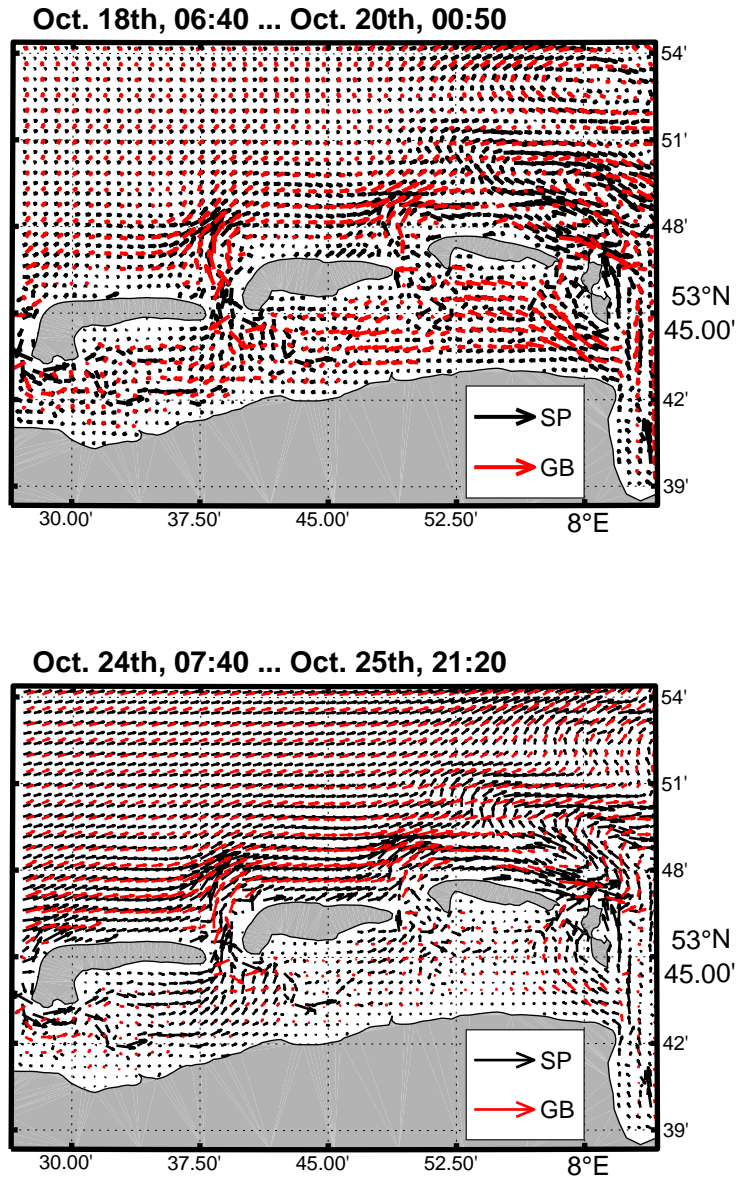 Oct. 18th, 06:40 ... Oct. 20th, 00:50
54'
51'
48'
53°N
45.00'
42'
39'
SP
GB
30.00' 37.50' 45.00' 52.50' 8°E
Oct. 24th, 07:40 ... Oct. 25th, 21:20
54'
51'
48'
53°N
45.00'
42'
39'
SP
GB
30.00' 37.50' 45.00' 52.50' 8°E